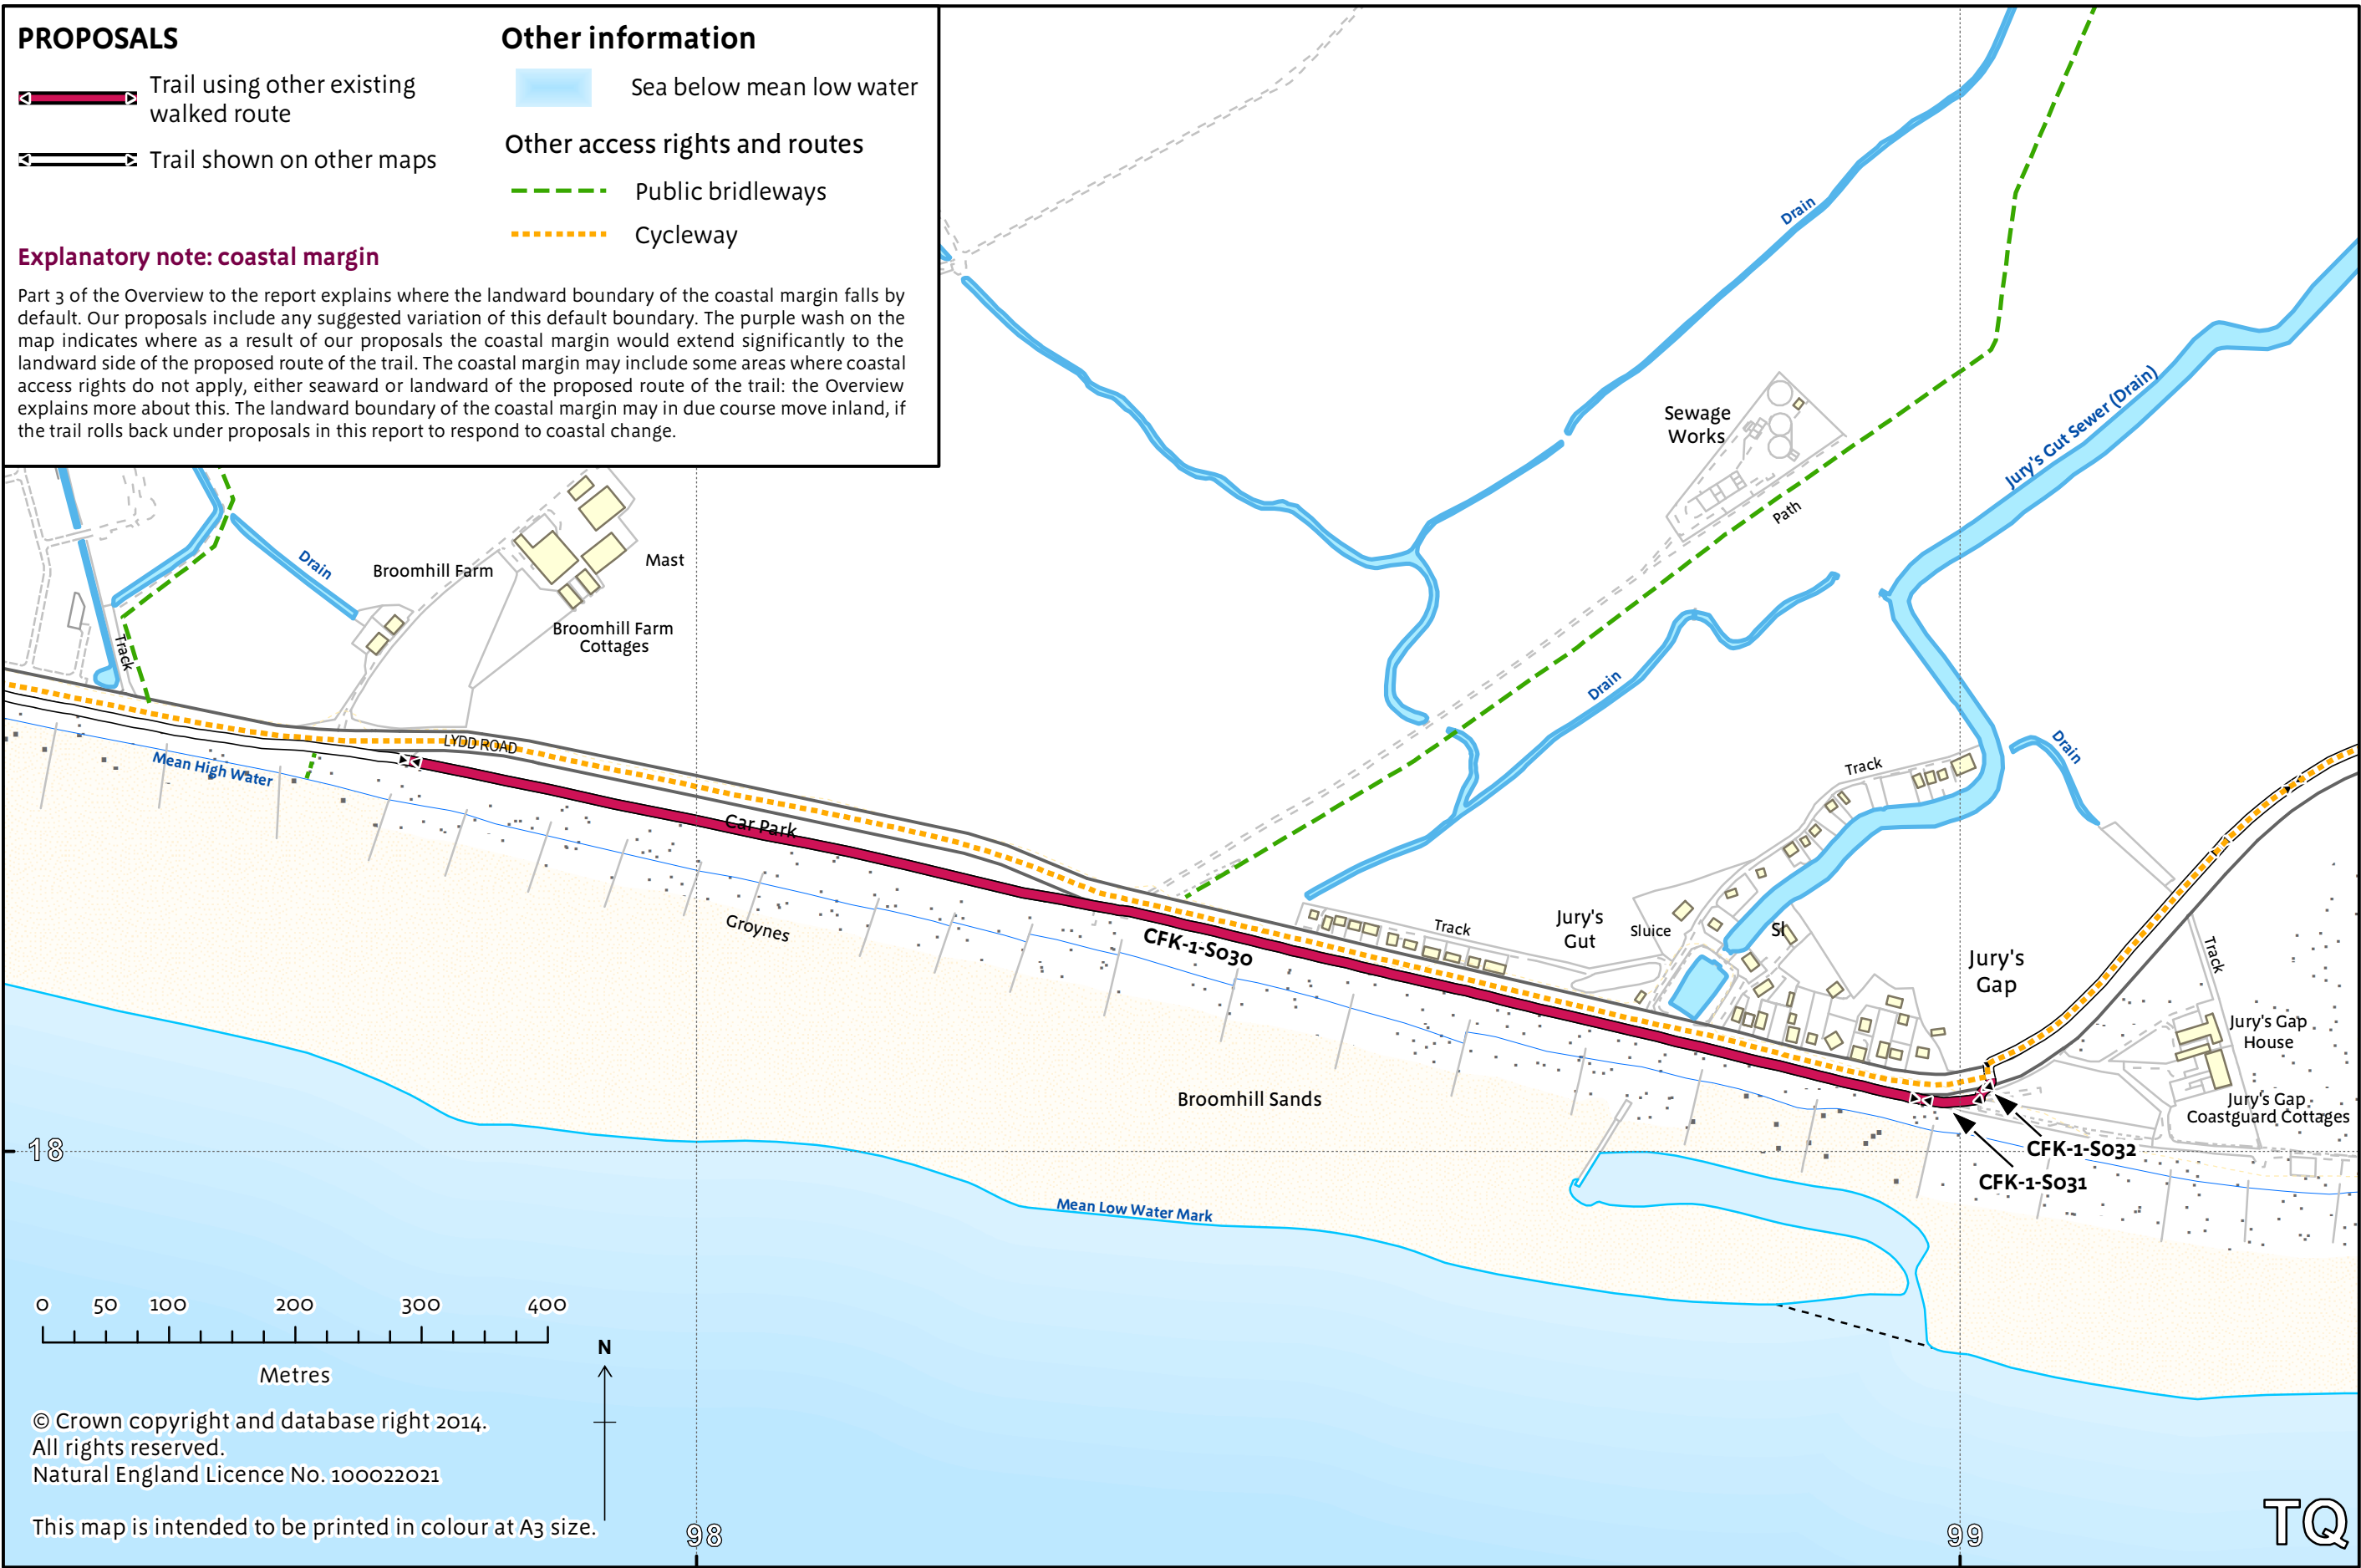 PROPOSALS
Trail using other existing
walked route
Trail shown on other maps
Other information
Sea below mean low water
Other access rights and routes
Public bridleways
Cycleway
Explanatory note: coastal margin
Part 3 of the Overview to the report explains where the landward boundary of the coastal margin falls by
default. Our proposals include any suggested variation of this default boundary. The purple wash on the
map indicates where as a result of our proposals the coastal margin would extend significantly to the
landward side of the proposed route of the trail. The coastal margin may include some areas where coastal
access rights do not apply, either seaward or landward of the proposed route of the trail: the Overview
explains more about this. The landward boundary of the coastal margin may in due course move inland, if
the trail rolls back under proposals in this report to respond to coastal change.
Drain
Jury's Gut Sewer (Drain)
Sewage
Works
Path
Drain
Broomhill Farm
Mast
Broomhill Farm
Cottages
Track
Drain
Drain
Track
LYDD ROAD
Mean High Water
Car Park
Groynes
CFK-1-S030
Track
Jury's
Gut
Sluice
Sl
Jury's
Gap
Track
Jury's Gap
House
Jury's Gap
Coastguard Cottages
Broomhill Sands
CFK-1-S032
CFK-1-S031
18
Mean Low Water Mark
0 50 100 200 300 400
Metres
N
© Crown copyright and database right 2014.
All rights reserved.
Natural England Licence No. 100022021
This map is intended to be printed in colour at A3 size.
98
99
TQ